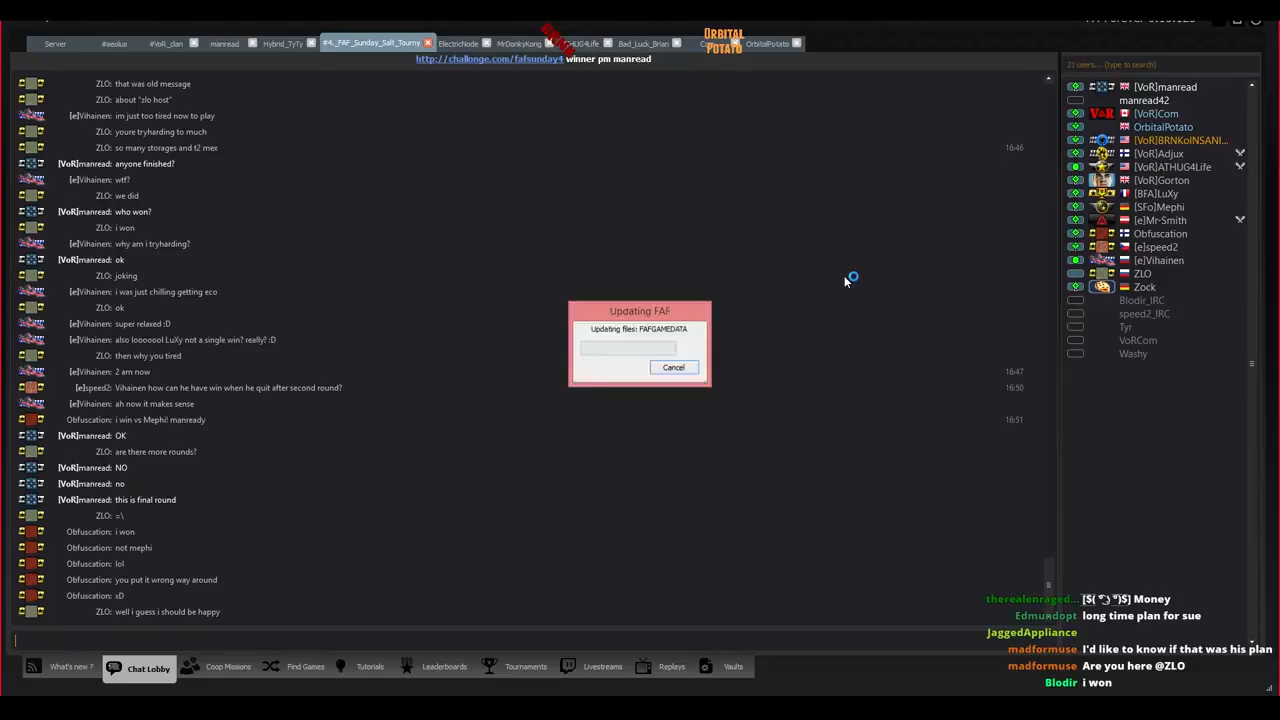 Server
#aeolus
#VoR_clan
manread
Hybrid_TyTy
#4._FAF_Sunday_Salt_Tourny
ElectricNode
MrDonkyKong
THUG4Life
Bad_Luck_Brian
OrbitalPotato
ORBITAL
POTATO
http://challonge.com/fafsunday4 winner pm manread
21 users... (type to search)
ZLO: that was old message
ZLO: about "zlo host"
[e]Vihainen: im just too tired now to play
ZLO: youre tryharding to much
ZLO: so many storages and t2 mex
16:46
[VoR]manread: anyone finished?
[e]Vihainen: wtf?
ZLO: we did
[VoR]manread: who won?
ZLO: i won
[e]Vihainen: why am i tryharding?
[VoR]manread: ok
ZLO: joking
[e]Vihainen: i was just chilling getting eco
ZLO: ok
[e]Vihainen: super relaxed :D
[e]Vihainen: also looooool LuXy not a single win? really? :D
ZLO: then why you tired
[e]Vihainen: 2 am now
16:47
[e]speed2: Vihainen how can he have win when he quit after second round?
16:50
[e]Vihainen: ah now it makes sense
Obfuscation: i win vs Mephi! manready
16:51
[VoR]manread: OK
ZLO: are there more rounds?
[VoR]manread: NO
[VoR]manread: no
[VoR]manread: this is final round
ZLO: =\
Obfuscation: i won
Obfuscation: not mephi
Obfuscation: lol
Obfuscation: you put it wrong way around
Obfuscation: xD
ZLO: well i guess i should be happy
Updating FAF
Updating files: FAFGAMEDATA
Cancel
[VoR]manread
manread42
V&R
[VoR]Com
OrbitalPotato
[VoR]BRNKoINSANI...
[VoR]Adjux
[VoR]ATHUG4Life
[VoR]Gorton
[BFA]LuXy
[SFo]Mephi
[e]Mr-Smith
Obfuscation
[e]speed2
[e]Vihainen
ZLO
Zock
Blodir_IRC
speed2_IRC
Tyr
VoRCom
Washy
therealenraged... [̲̅$̲̅(̲̅ ͡° ͜ʖ ͡°̲̅)̲̅$̲̅] Money
Edmundopt long time plan for sue
JaggedAppliance
madformuse I'd like to know if that was his plan
madformuse Are you here @ZLO
Blodir i won
What's new ?
Chat Lobby
Coop Missions
Find Games
Tutorials
Leaderboards
Tournaments
Livestreams
Replays
Vaults